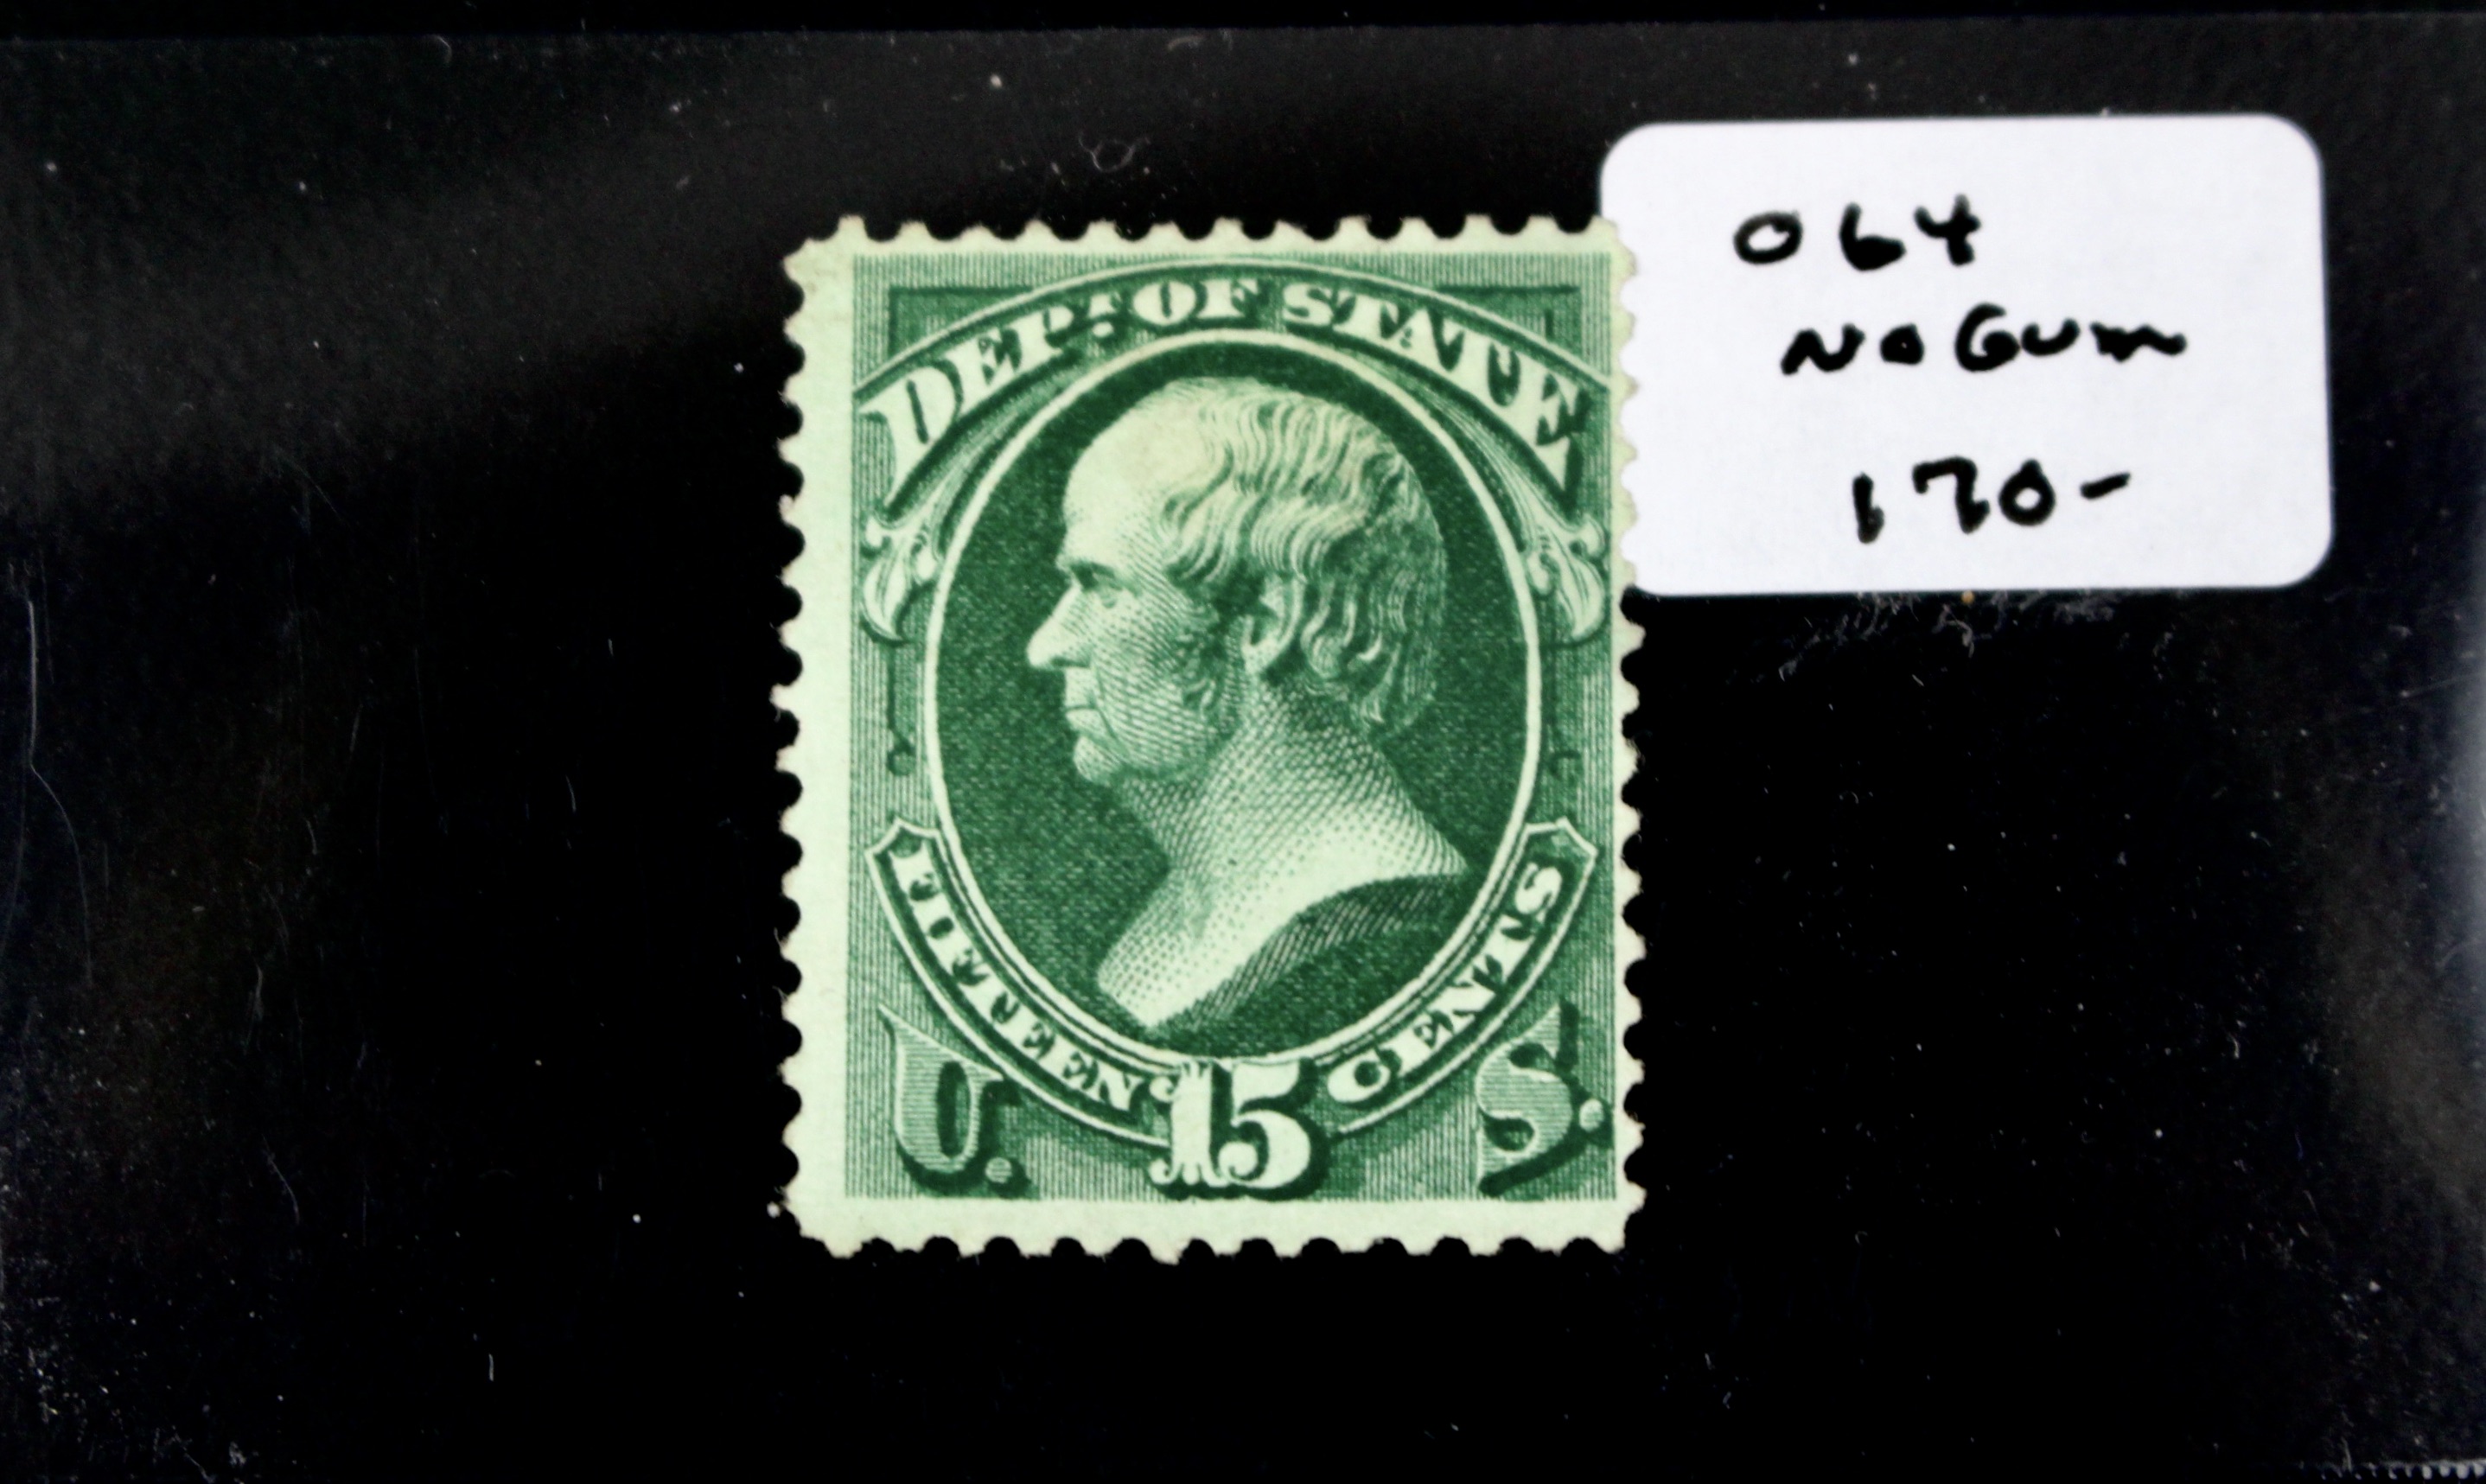 DEPT. OF STATE
FIFTEEN
CENTS
U. 15 S.
O64
NO GUM
170-